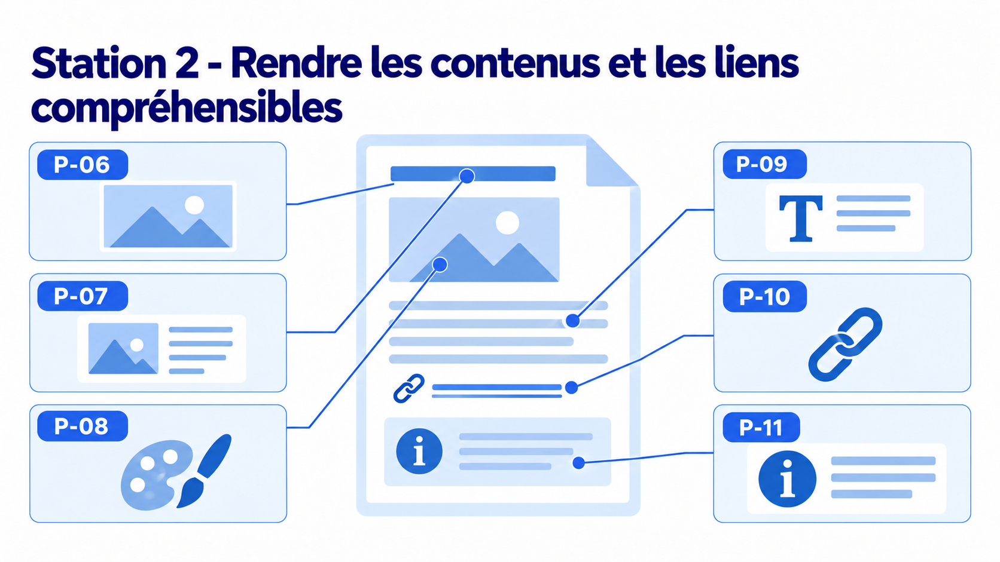 Station 2 - Rendre les contenus et les liens
compréhensibles
P-06
P-07
P-08
P-09
T
P-10
P-11
i
i